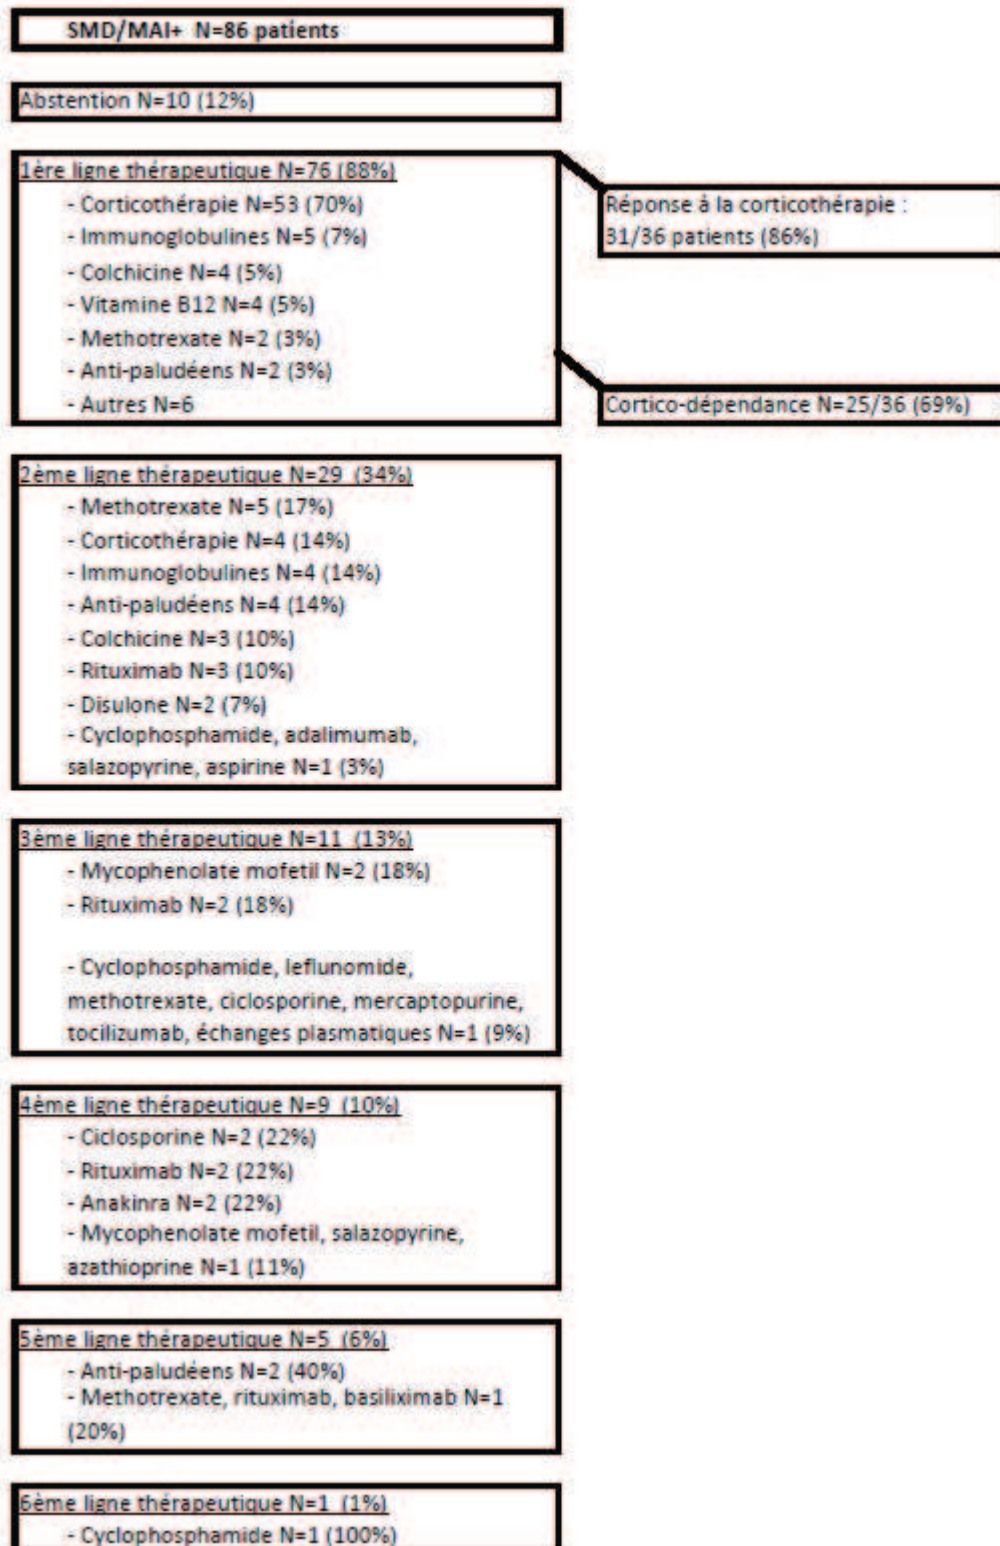 SMD/MAI+ N=86 patients
Abstention N=10 (12%)
1ère ligne thérapeutique N=76 (88%)
- Corticothérapie N=53 (70%)
- Immunoglobulines N=5 (7%)
- Colchicine N=4 (5%)
- Vitamine B12 N=4 (5%)
- Methotrexate N=2 (3%)
- Anti-paludéens N=2 (3%)
- Autres N=6
Réponse à la corticothérapie :
31/36 patients (86%)
Cortico-dépendance N=25/36 (69%)
2ème ligne thérapeutique N=29 (34%)
- Methotrexate N=5 (17%)
- Corticothérapie N=4 (14%)
- Immunoglobulines N=4 (14%)
- Anti-paludéens N=4 (14%)
- Colchicine N=3 (10%)
- Rituximab N=3 (10%)
- Disulone N=2 (7%)
- Cyclophosphamide, adalimumab,
salazopyrine, aspirine N=1 (3%)
3ème ligne thérapeutique N=11 (13%)
- Mycophenolate mofetil N=2 (18%)
- Rituximab N=2 (18%)
- Cyclophosphamide, leflunomide,
methotrexate, ciclosporine, mercaptopurine,
tocilizumab, échanges plasmatiques N=1 (9%)
4ème ligne thérapeutique N=9 (10%)
- Ciclosporine N=2 (22%)
- Rituximab N=2 (22%)
- Anakinra N=2 (22%)
- Mycophenolate mofetil, salazopyrine,
azathioprine N=1 (11%)
5ème ligne thérapeutique N=5 (6%)
- Anti-paludéens N=2 (40%)
- Methotrexate, rituximab, basiliximab N=1
(20%)
6ème ligne thérapeutique N=1 (1%)
- Cyclophosphamide N=1 (100%)